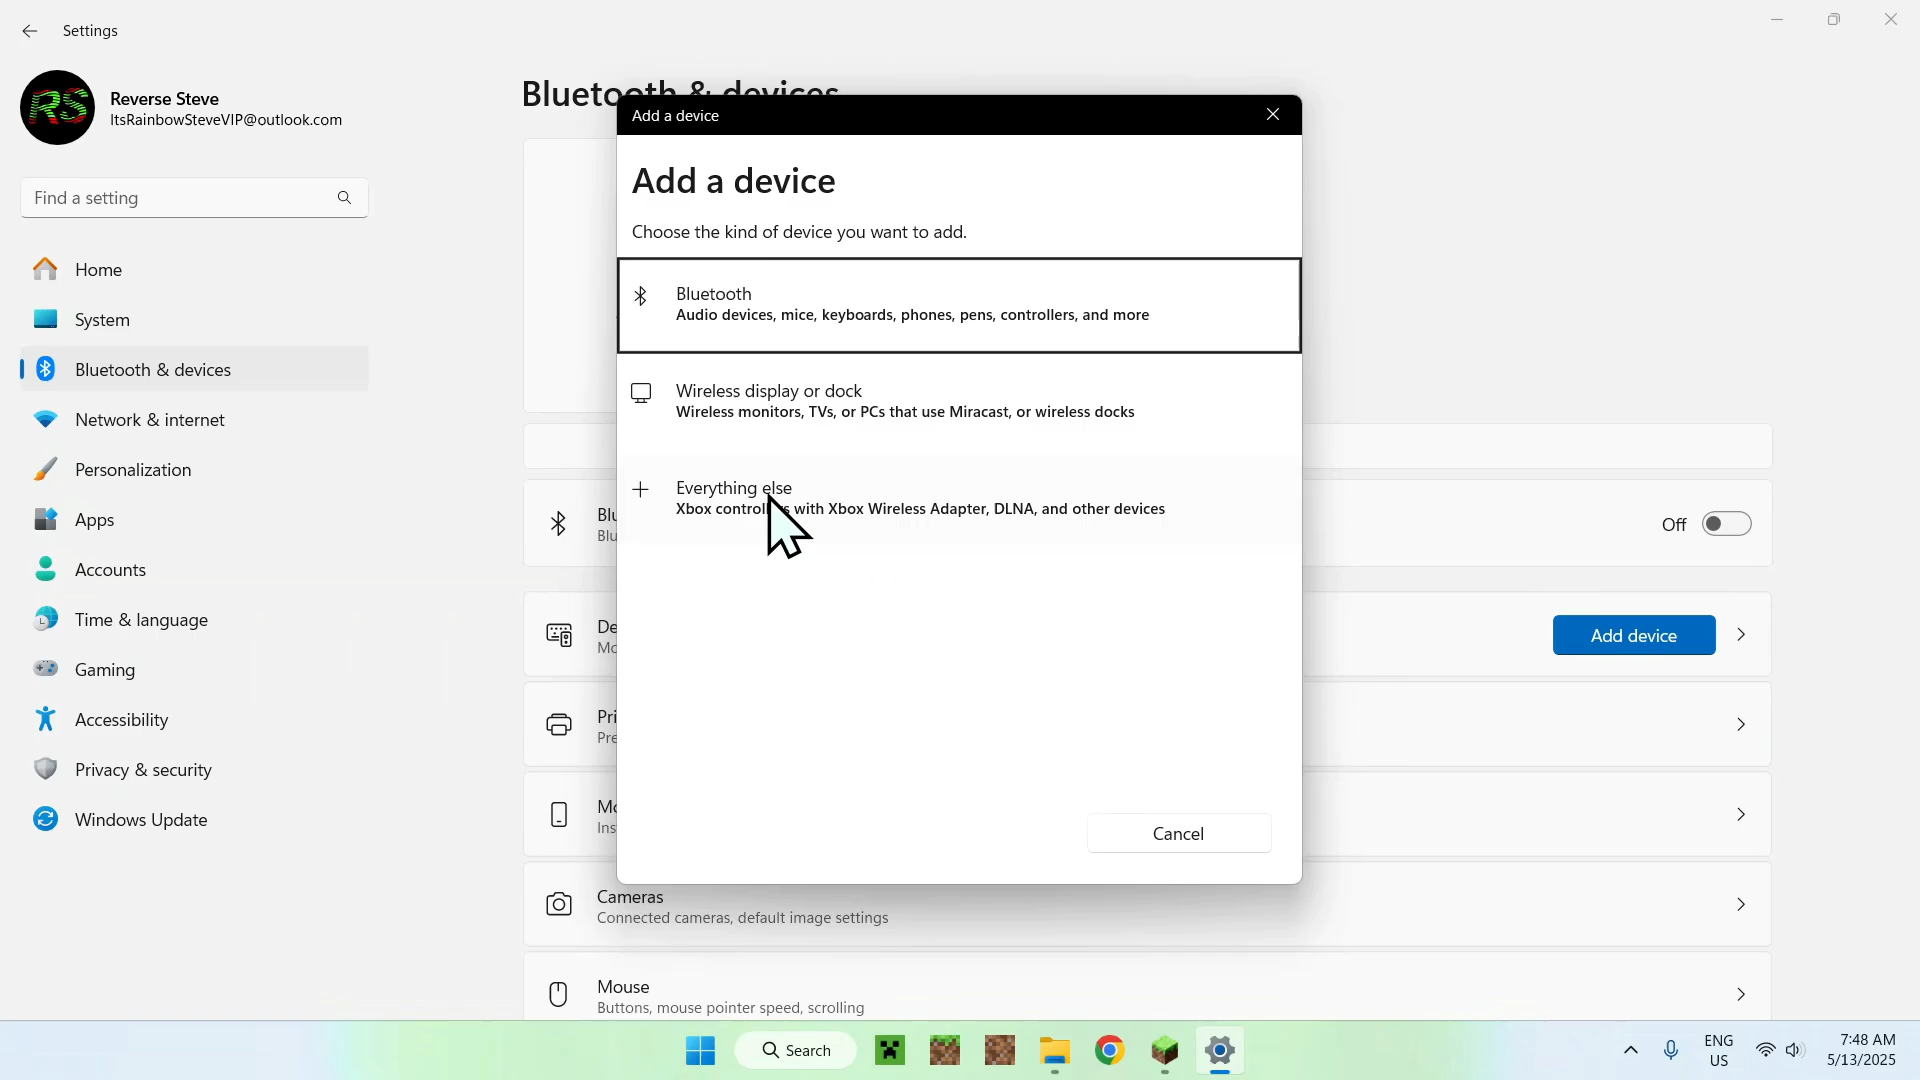 Settings
Reverse Steve
ItsRainbowSteveVIP@outlook.com
Find a setting
Home
System
Bluetooth & devices
Network & internet
Personalization
Apps
Accounts
Time & language
Gaming
Accessibility
Privacy & security
Windows Update
Bluetooth & devices
Add a device
Add a device
Choose the kind of device you want to add.
Bluetooth
Audio devices, mice, keyboards, phones, pens, controllers, and more
Wireless display or dock
Wireless monitors, TVs, or PCs that use Miracast, or wireless docks
Everything else
Xbox controllers with Xbox Wireless Adapter, DLNA, and other devices
Cancel
Off
Add device
Cameras
Connected cameras, default image settings
Mouse
Buttons, mouse pointer speed, scrolling
RS
Search
ENG
US
7:48 AM
5/13/2025